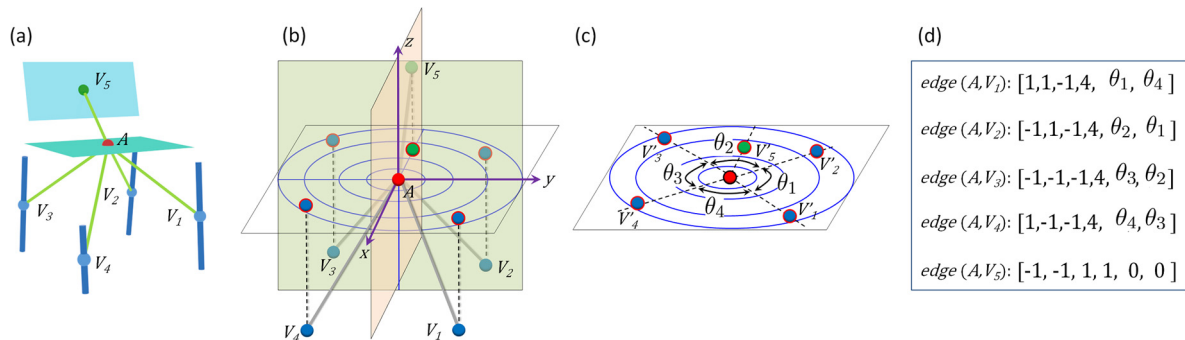 (a)
V5
A
V3
V2
V1
V4
(b)
z
V5
y
A
x
V3
V2
V4
V1
(c)
V'3
θ2
V'5
V'2
θ3
θ1
V'4
θ4
V'1
(d)
edge (A,V1): [1,1,-1,4, θ1, θ4 ]
edge (A,V2): [-1,1,-1,4, θ2, θ1 ]
edge (A,V3): [-1,-1,-1,4, θ3, θ2 ]
edge (A,V4): [1,-1,-1,4, θ4, θ3 ]
edge (A,V5): [-1, -1, 1, 1, 0, 0 ]